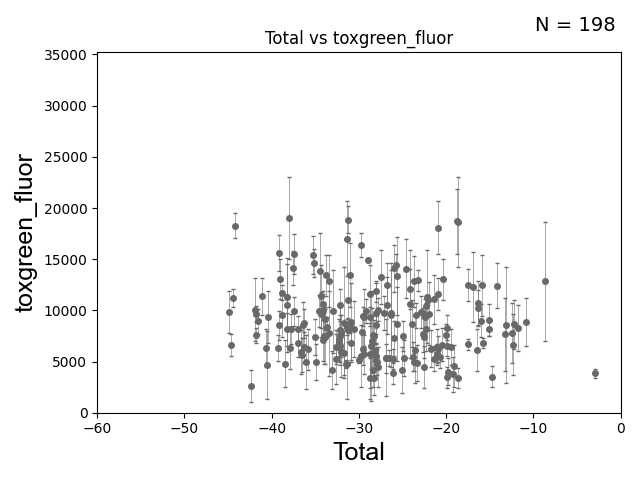 N = 198
Total vs toxgreen_fluor
35000
30000
25000
20000
15000
10000
5000
0
toxgreen_fluor
−60 −50 −40 −30 −20 −10 0
Total